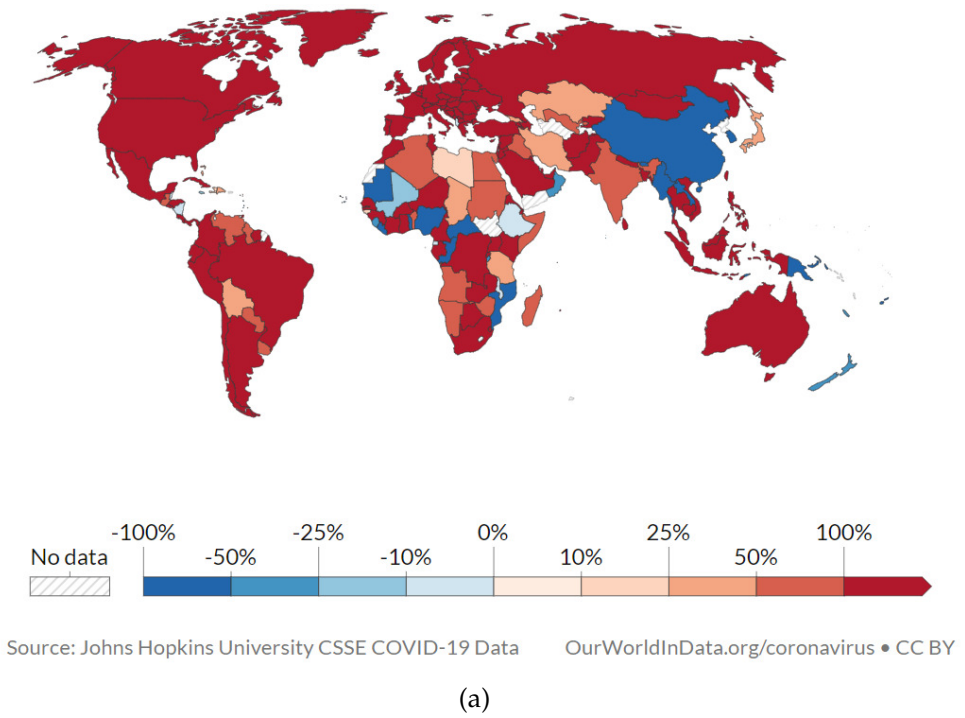 -100% -25% 0% 25% 100%
No data -50% -10% 10% 50%
Source: Johns Hopkins University CSSE COVID-19 Data OurWorldInData.org/coronavirus • CC BY
(a)